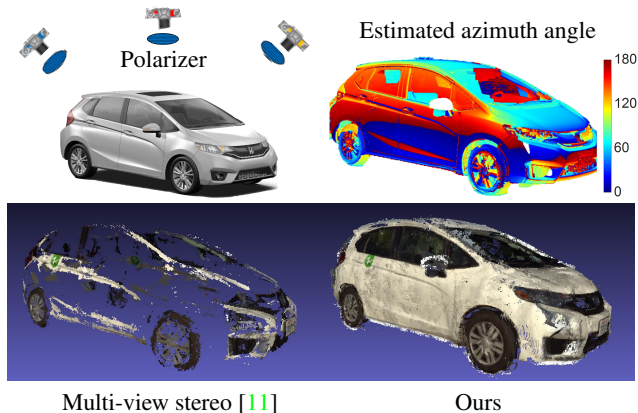 Polarizer
Estimated azimuth angle
180
120
60
0
Multi-view stereo [11]
Ours